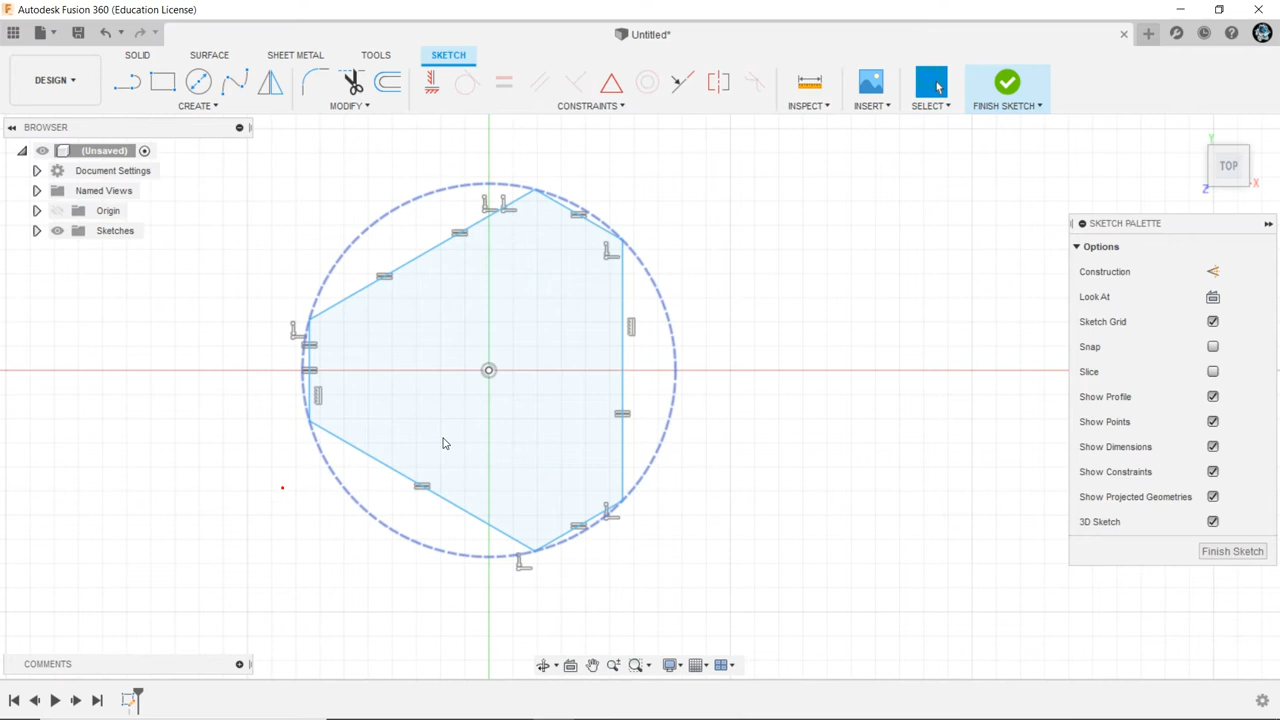 Autodesk Fusion 360 (Education License)
Untitled*
SOLID SURFACE SHEET METAL TOOLS SKETCH
DESIGN
CREATE MODIFY CONSTRAINTS INSPECT INSERT SELECT FINISH SKETCH
BROWSER
(Unsaved)
Document Settings
Named Views
Origin
Sketches
Y
TOP
X
Z
SKETCH PALETTE
Options
Construction
Look At
Sketch Grid
Snap
Slice
Show Profile
Show Points
Show Dimensions
Show Constraints
Show Projected Geometries
3D Sketch
Finish Sketch
COMMENTS